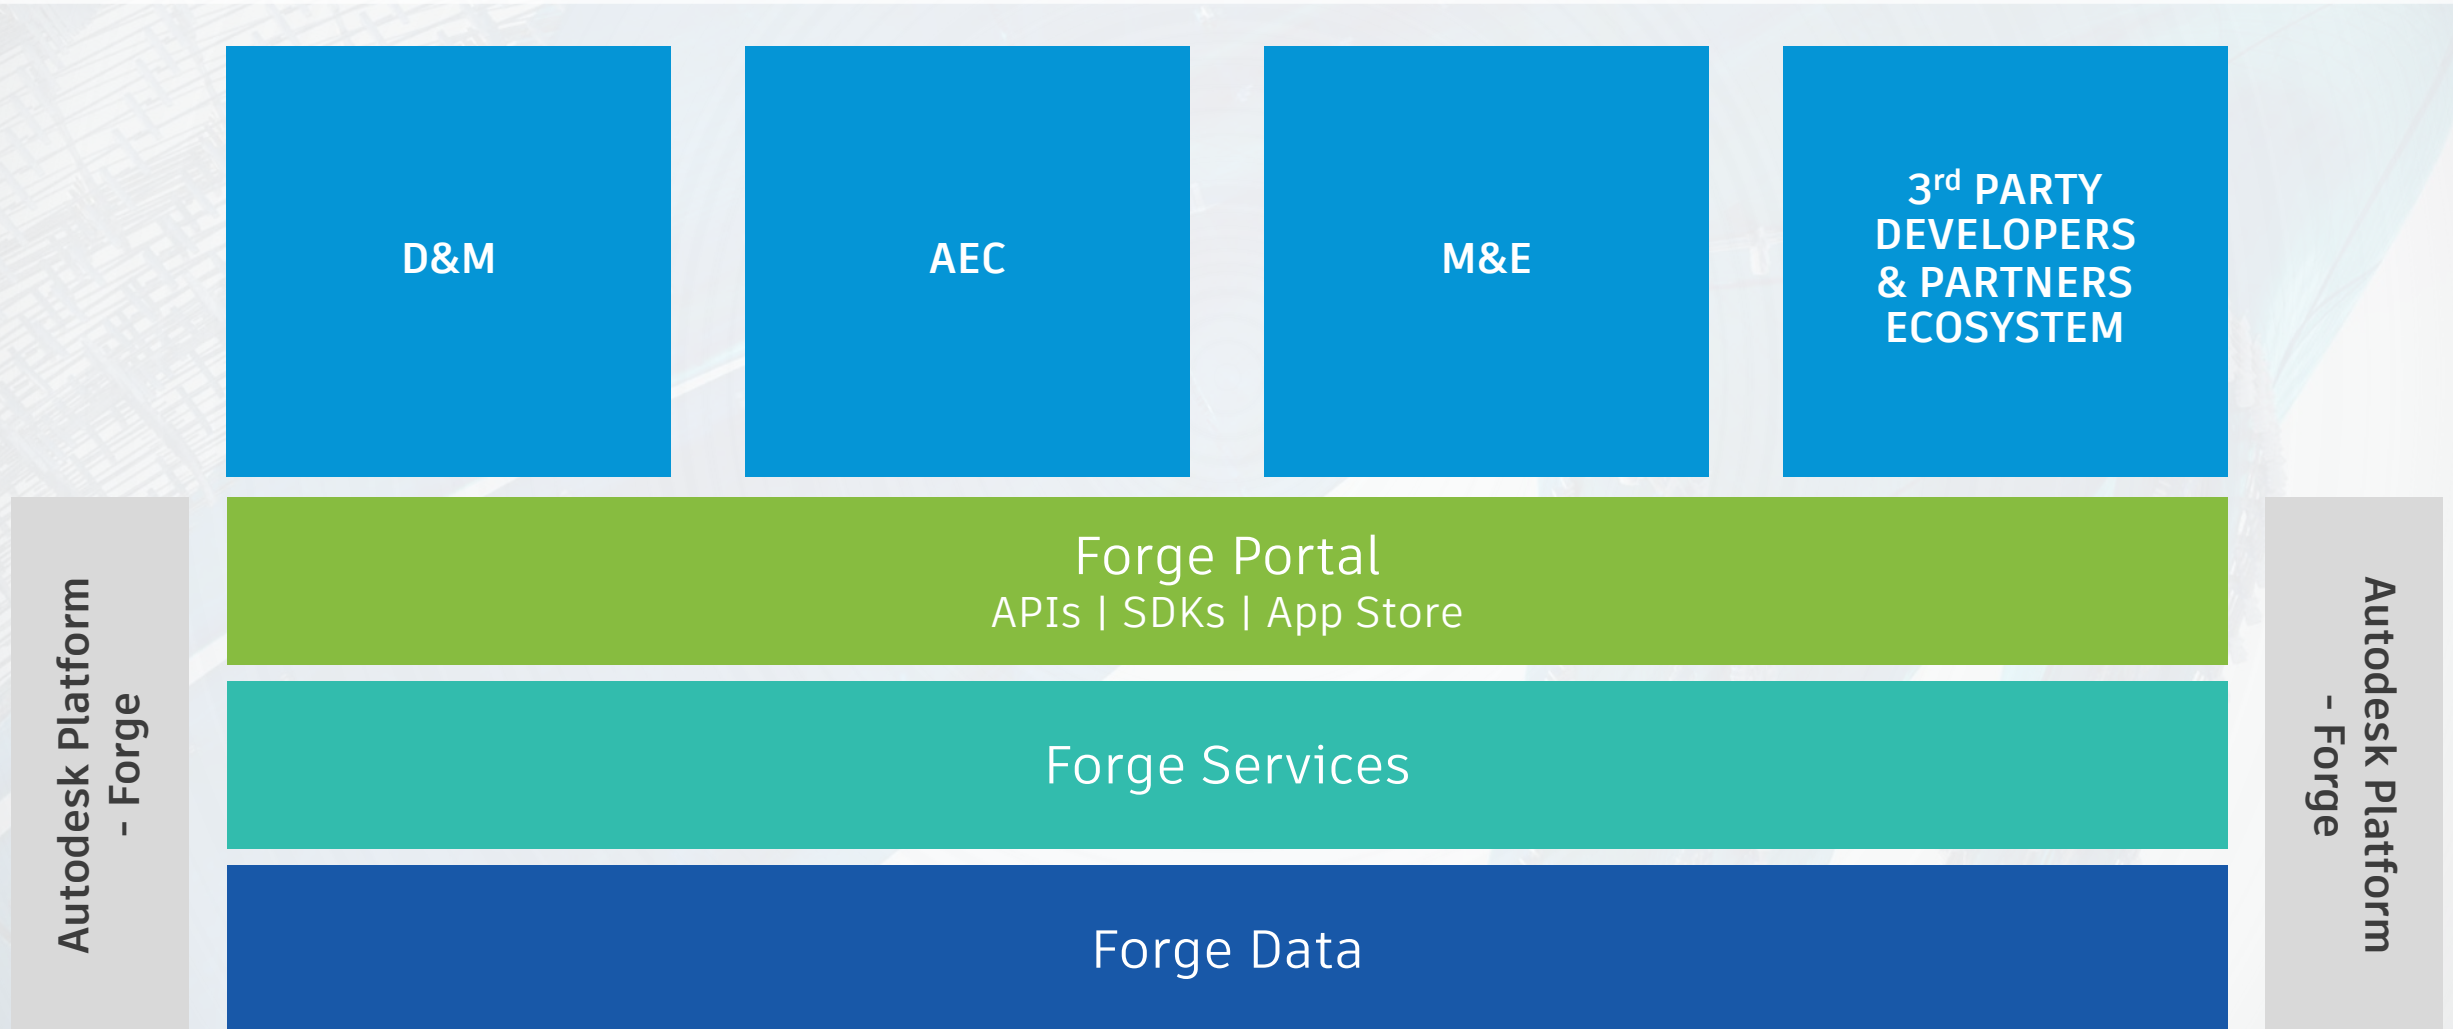 D&M
AEC
M&E
3rd PARTY
DEVELOPERS
& PARTNERS
ECOSYSTEM
Autodesk Platform
- Forge
Forge Portal
APIs | SDKs | App Store
Forge Services
Forge Data
Autodesk Platform
- Forge